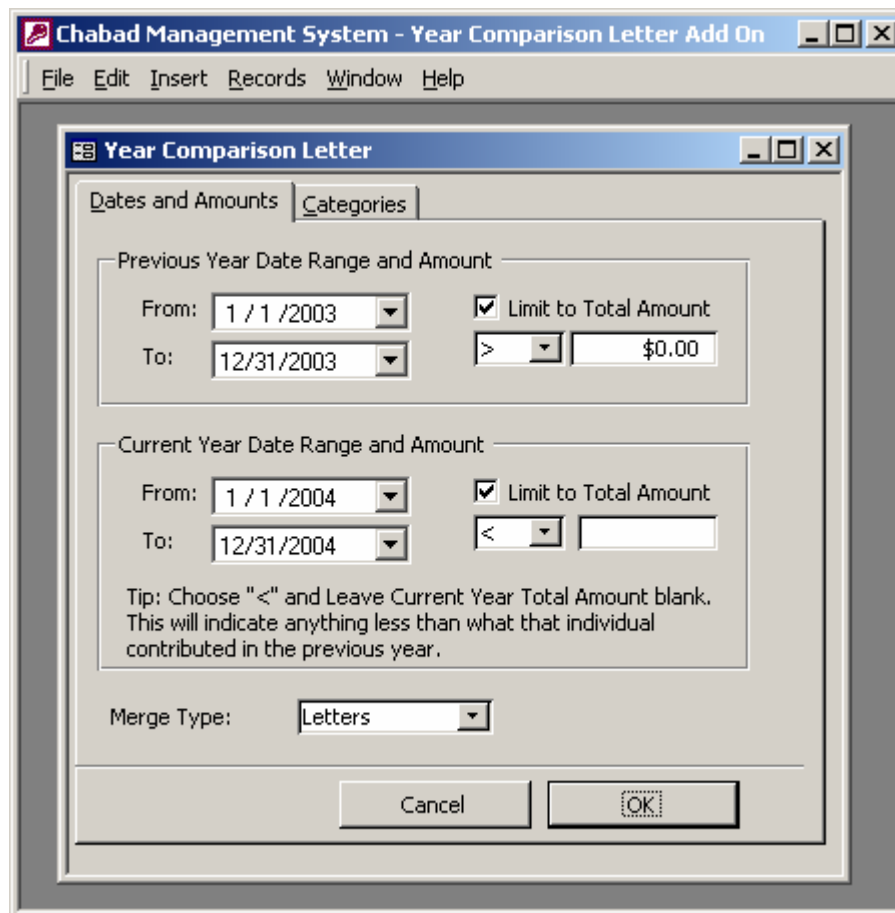 Chabad Management System - Year Comparison Letter Add On
File Edit Insert Records Window Help
Year Comparison Letter
Dates and Amounts Categories
Previous Year Date Range and Amount
From: 1 / 1 /2003 Limit to Total Amount
To: 12/31/2003 > $0.00
Current Year Date Range and Amount
From: 1 / 1 /2004 Limit to Total Amount
To: 12/31/2004 <
Tip: Choose "<" and Leave Current Year Total Amount blank.
This will indicate anything less than what that individual
contributed in the previous year.
Merge Type: Letters
Cancel OK